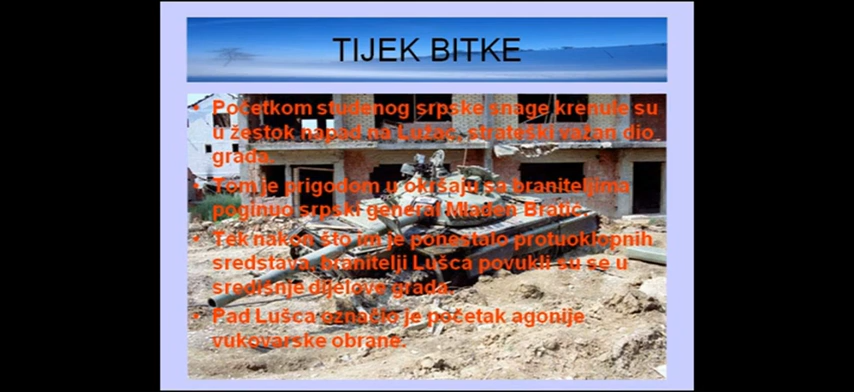 TIJEK BITKE
• Početkom studenog srpske snage krenule su
u žestok napad na Lužac, strateški važan dio
grada.
• Tom je prigodom u okršaju sa braniteljima
poginuo srpski general Mladen Bratić.
• Tek nakon što im je ponestalo protuoklopnih
sredstava, branitelji Lušca povukli su se u
središnje dijelove grada.
• Pad Lušca označio je početak agonije
vukovarske obrane.